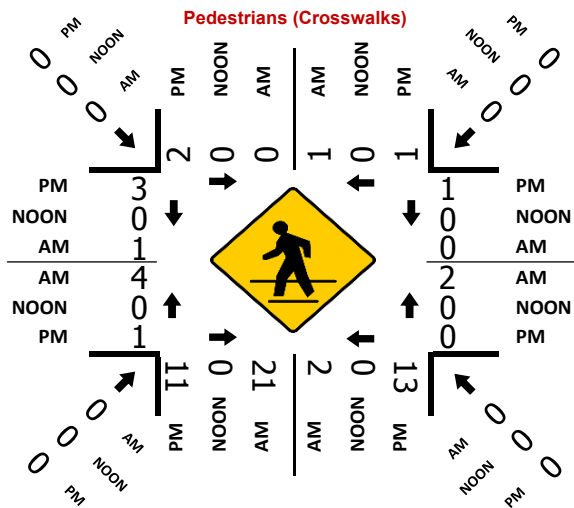 Pedestrians (Crosswalks)
0 PM
0 NOON
0 AM
PM NOON AM AM NOON PM
PM 0
NOON 0
AM 0
2 0 0 1 0 1
PM 3 1 PM
NOON 0 0 NOON
AM 1 0 AM
AM 4 2 AM
NOON 0 0 NOON
PM 1 0 PM
11 0 21 2 0 13
PM NOON AM AM NOON PM
0 AM
0 NOON
0 PM
AM 0
NOON 0
PM 0